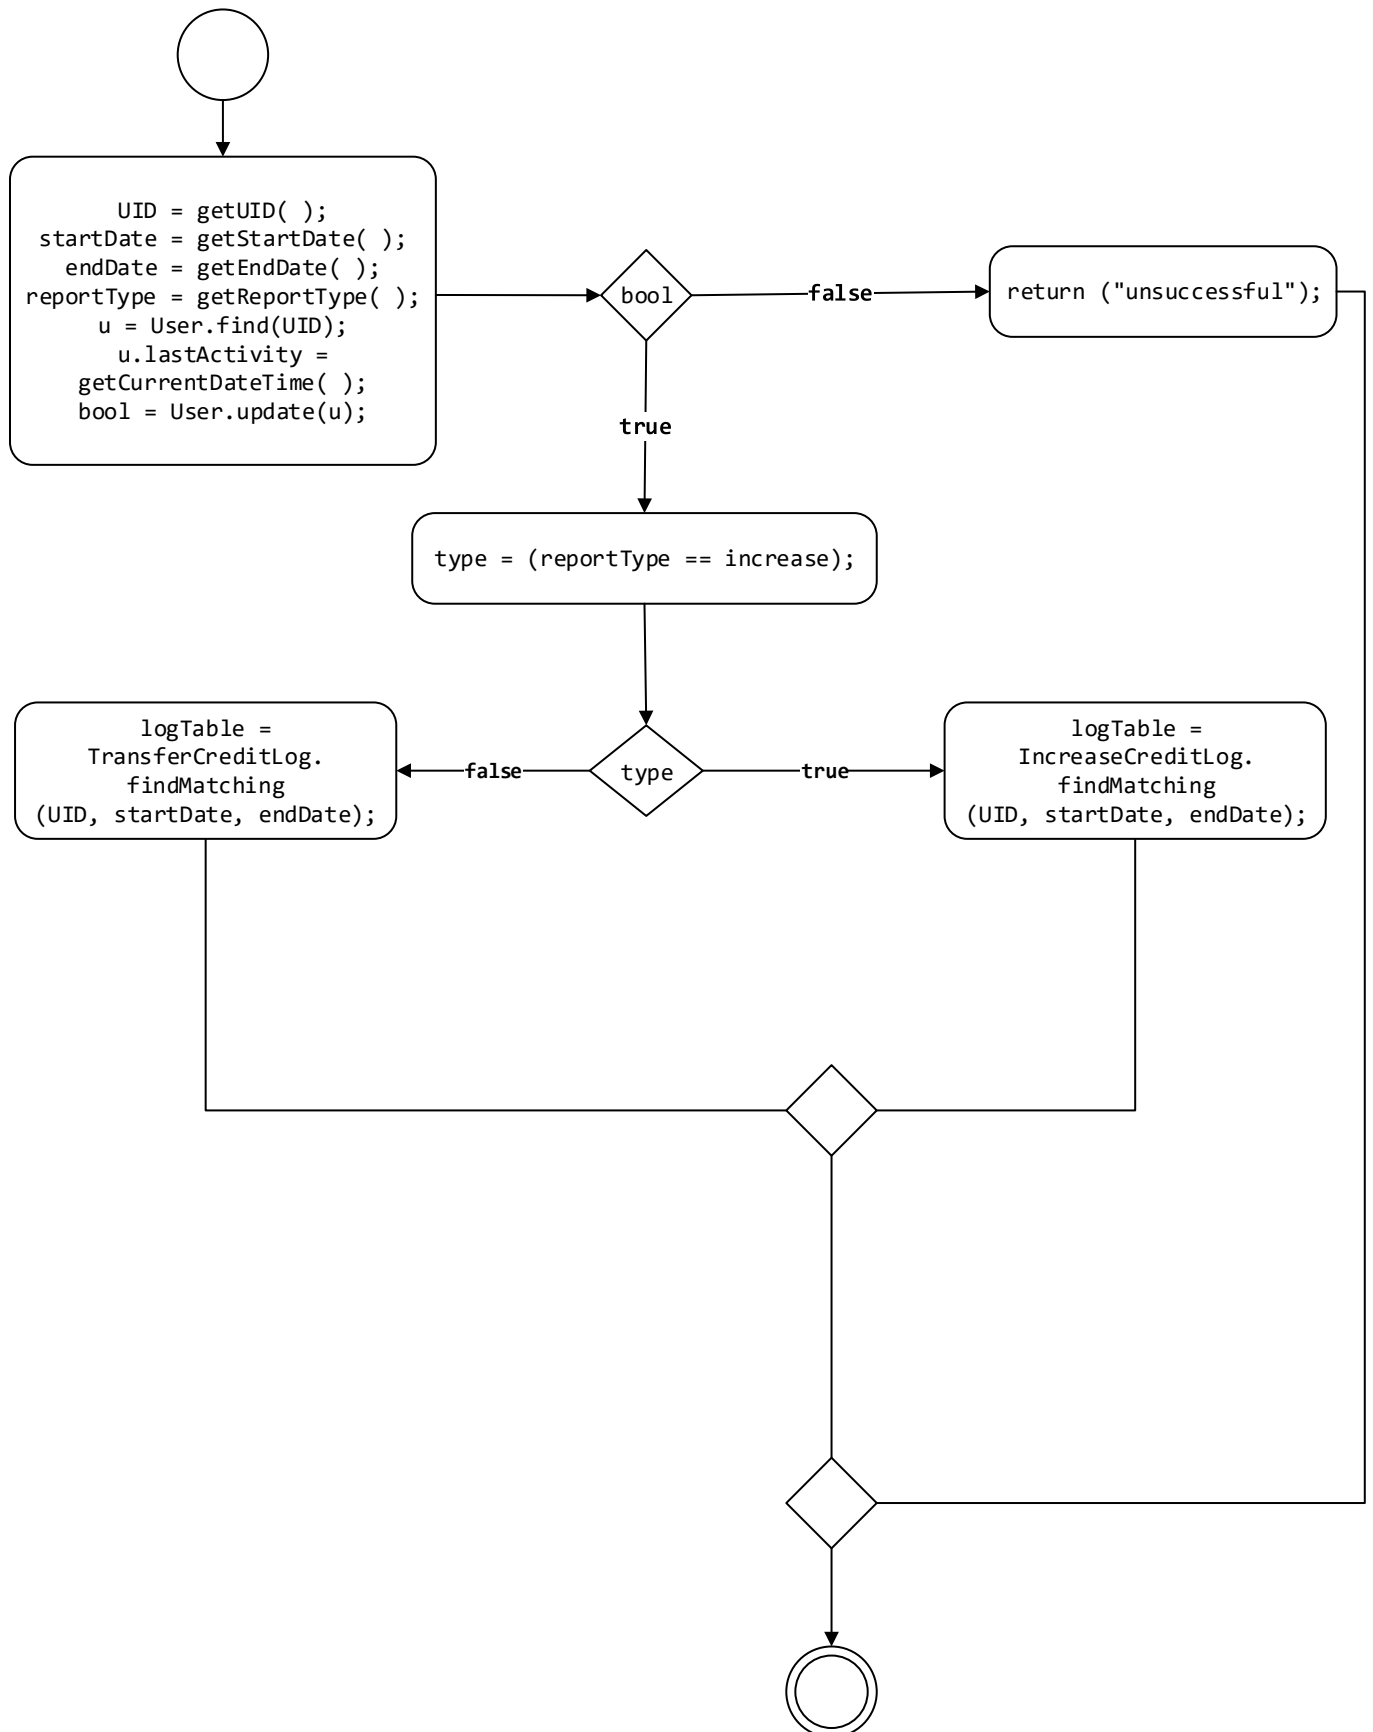 UID = getUID( );
startDate = getStartDate( );
endDate = getEndDate( );
reportType = getReportType( );
u = User.find(UID);
u.lastActivity =
getCurrentDateTime( );
bool = User.update(u);
bool
false
return ("unsuccessful");
true
type = (reportType == increase);
logTable =
TransferCreditLog.
findMatching
(UID, startDate, endDate);
false
type
true
logTable =
IncreaseCreditLog.
findMatching
(UID, startDate, endDate);